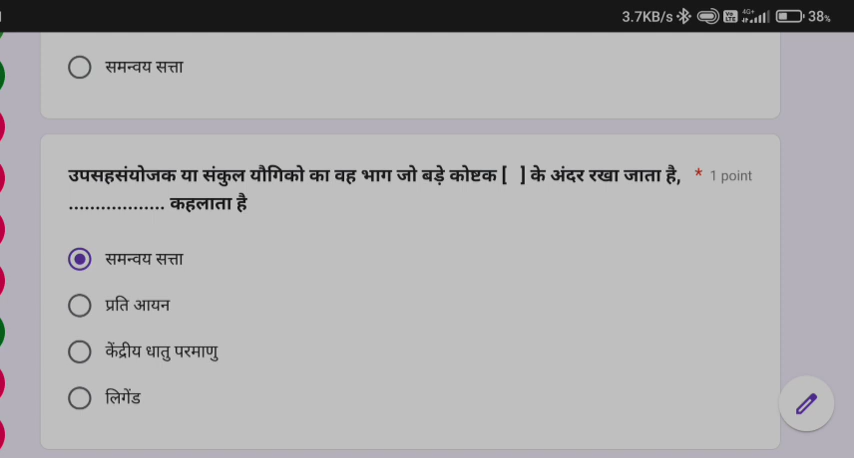 3.7KB/s 4G+ 38%
समन्वय सत्ता
उपसहसंयोजक या संकुल यौगिको का वह भाग जो बड़े कोष्टक [ ] के अंदर रखा जाता है, * 1 point
.................. कहलाता है
समन्वय सत्ता
प्रति आयन
केंद्रीय धातु परमाणु
लिगेंड